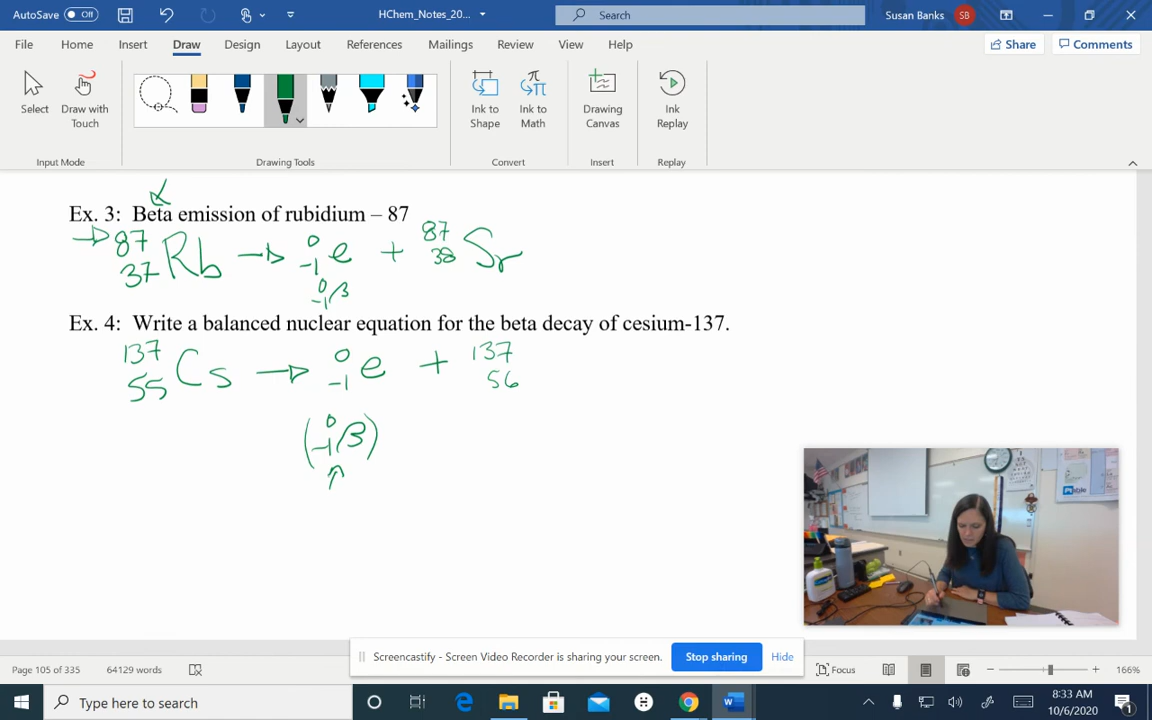 AutoSave Off HChem_Notes_20... Search Susan Banks SB
File Home Insert Draw Design Layout References Mailings Review View Help Share Comments
Select Draw with Touch Ink to Shape Ink to Math Drawing Canvas Ink Replay
Input Mode Drawing Tools Convert Insert Replay
α
Ex. 3: Beta emission of rubidium – 87
→ 87 37 Rb → 0 -1 e + 87 38 Sr
0 -1 β
Ex. 4: Write a balanced nuclear equation for the beta decay of cesium-137.
137 55 Cs → 0 -1 e + 137 56
( 0 -1 β )
↑
Screencastify - Screen Video Recorder is sharing your screen. Stop sharing Hide
Page 105 of 335 64129 words Focus 166%
Type here to search 8:33 AM
10/6/2020 1